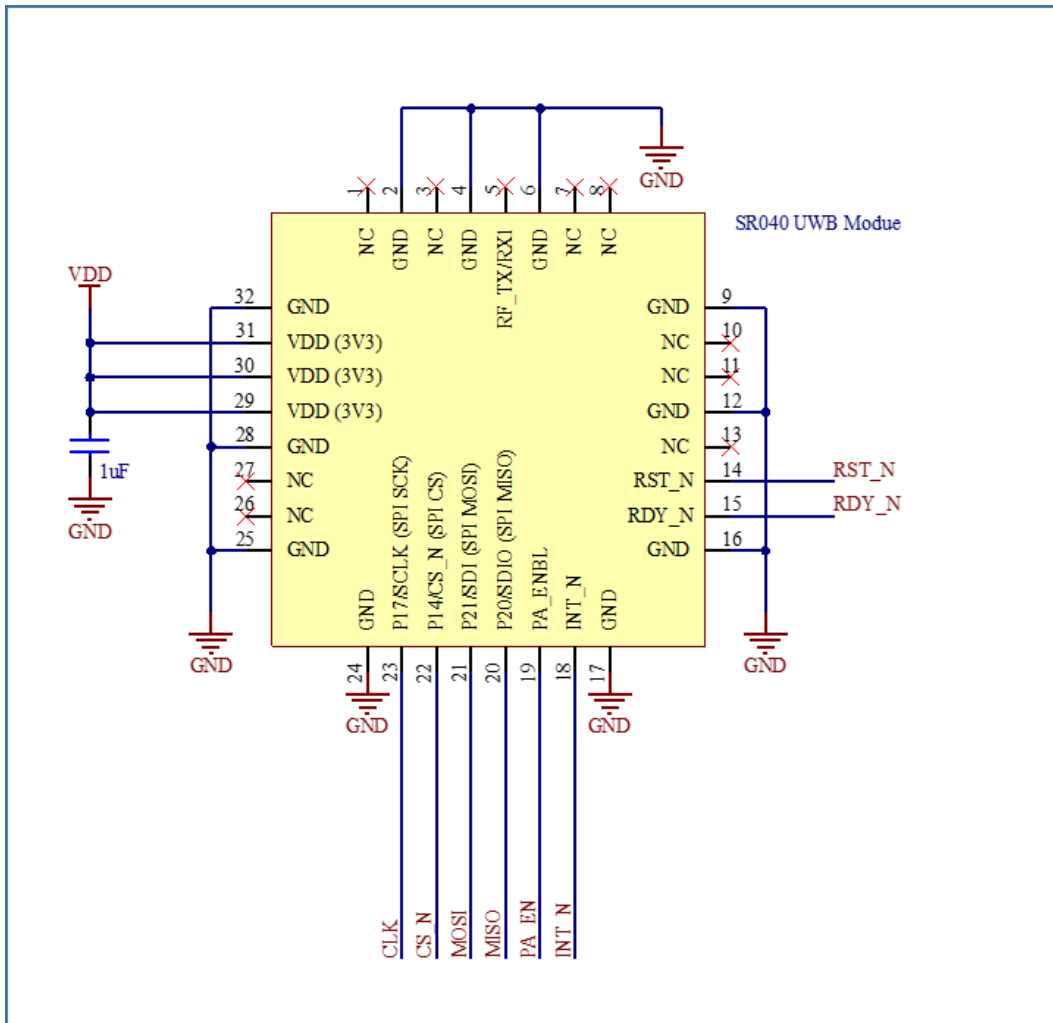 GND
1
2
3
4
5
6
7
8
NC
GND
NC
GND
RF_TX/RX1
GND
NC
NC
SR040 UWB Modue
VDD
32
GND
31
VDD (3V3)
30
VDD (3V3)
29
VDD (3V3)
28
GND
27
NC
26
NC
25
GND
1uF
GND
GND
GND
9
NC
10
NC
11
GND
12
NC
13
RST_N
14
RST_N
RDY_N
15
RDY_N
GND
16
GND
GND
P17/SCLK (SPI SCK)
P14/CS_N (SPI CS)
P21/SDI (SPI MOSI)
P20/SDIO (SPI MISO)
PA_ENBL
INT_N
GND
24
23
22
21
20
19
18
17
GND
GND
CLK
CS_N
MOSI
MISO
PA_EN
INT_N